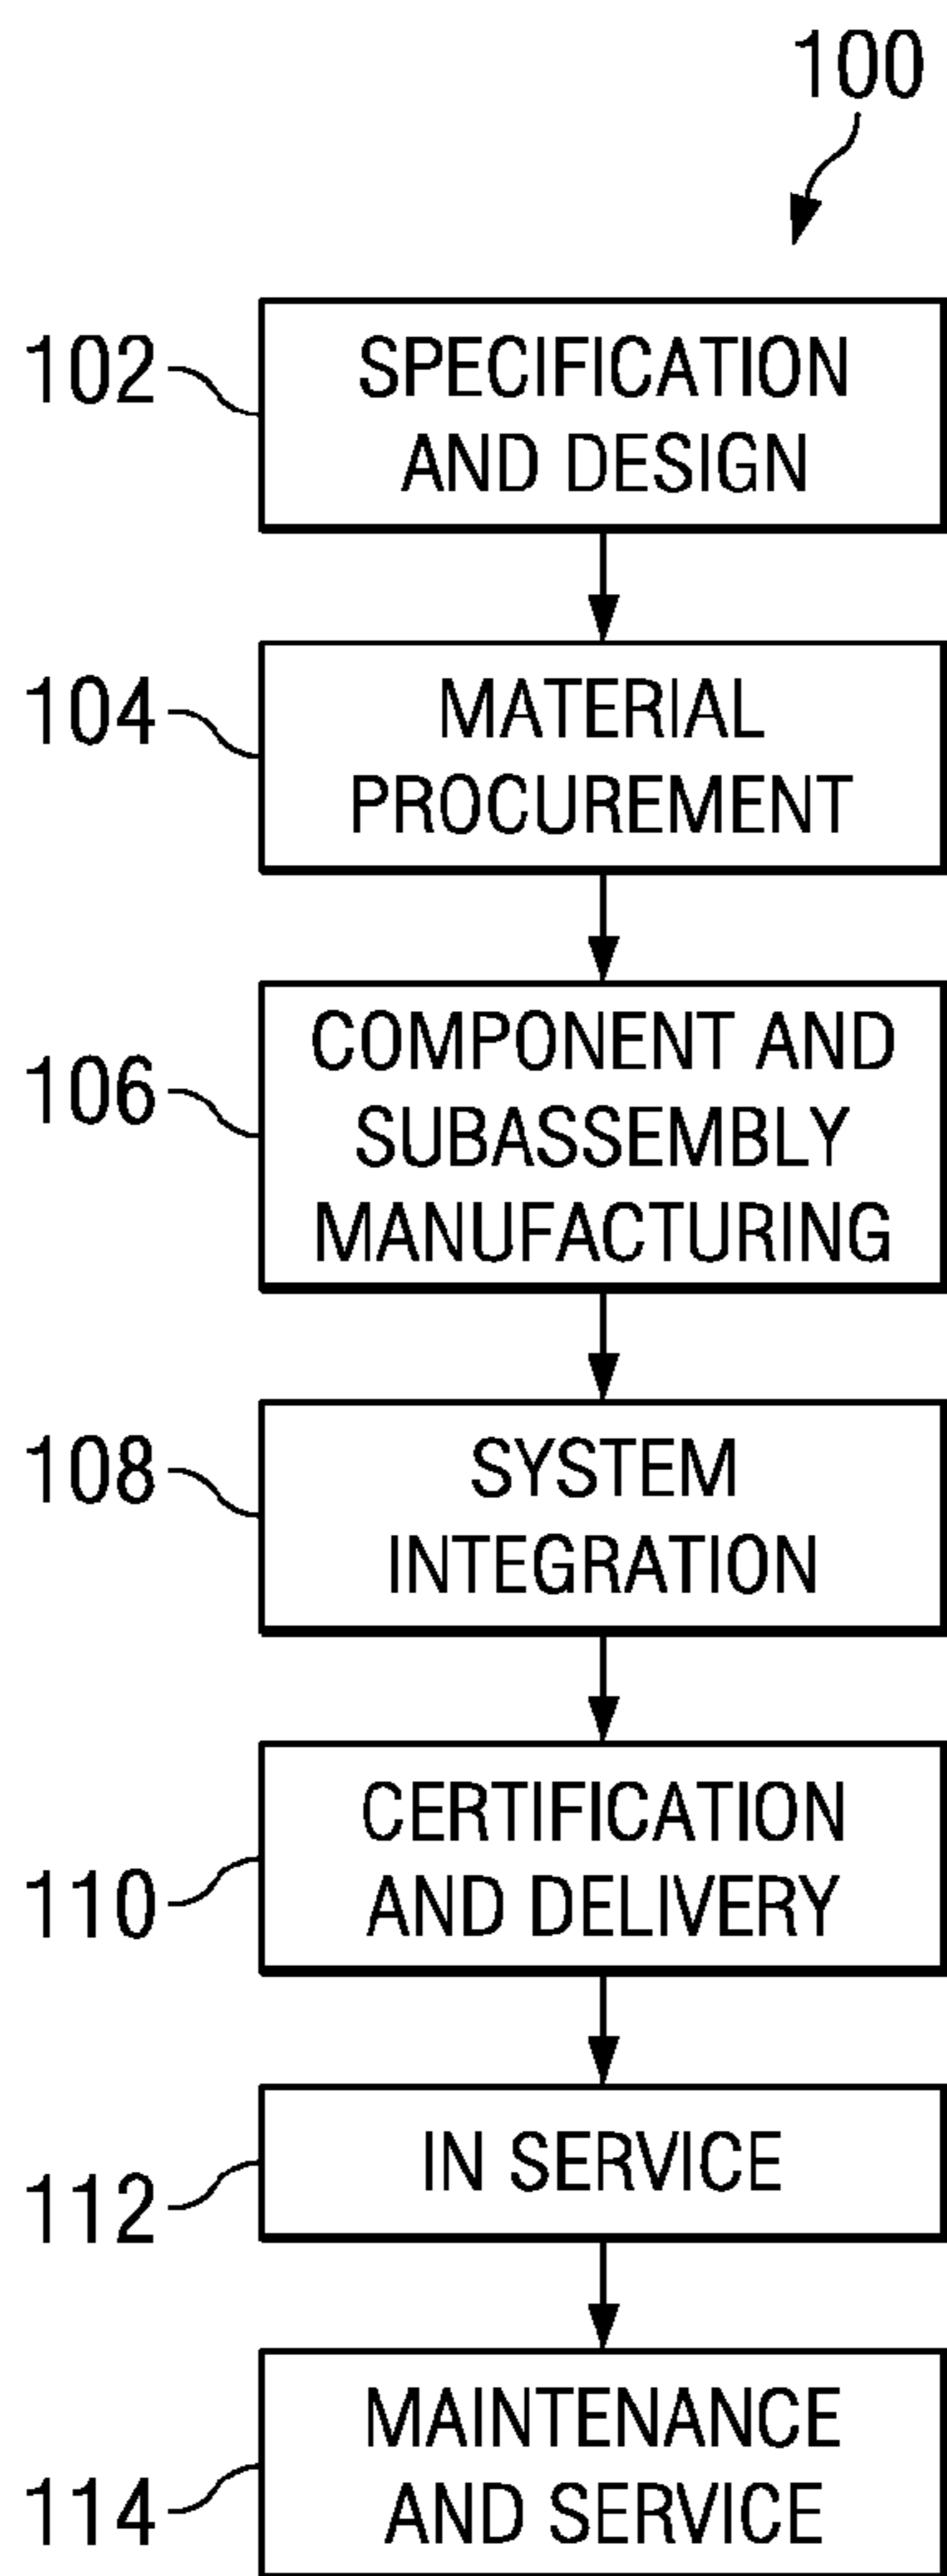 100
102
SPECIFICATION
AND DESIGN
104
MATERIAL
PROCUREMENT
106
COMPONENT AND
SUBASSEMBLY
MANUFACTURING
108
SYSTEM
INTEGRATION
110
CERTIFICATION
AND DELIVERY
112
IN SERVICE
114
MAINTENANCE
AND SERVICE